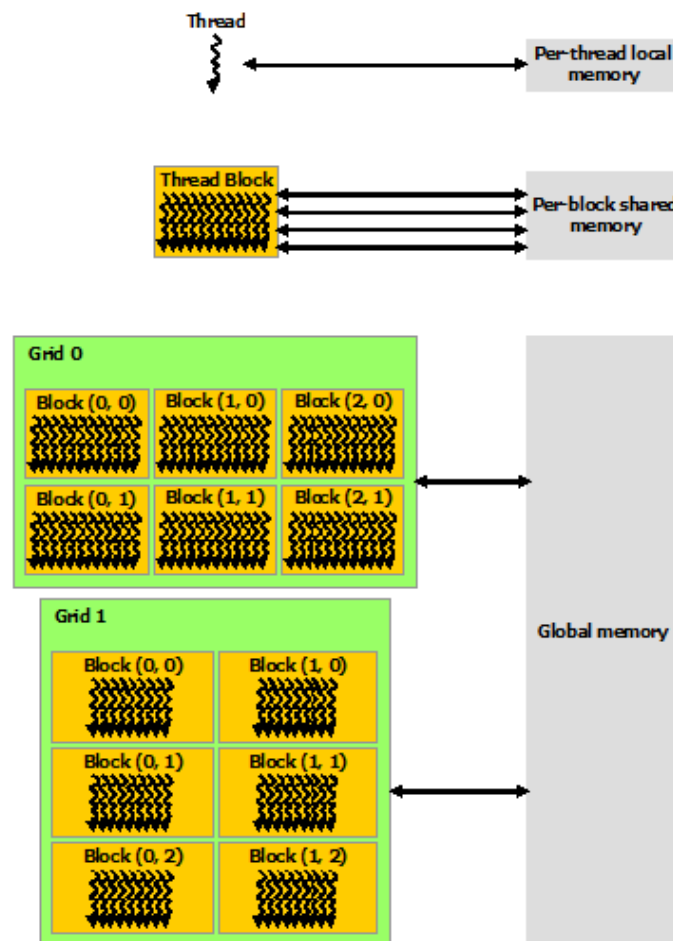 Thread
Per-thread local
memory
Thread Block
Per-block shared
memory
Grid 0
Block (0, 0) Block (1, 0) Block (2, 0)
Block (0, 1) Block (1, 1) Block (2, 1)
Grid 1
Global memory
Block (0, 0) Block (1, 0)
Block (0, 1) Block (1, 1)
Block (0, 2) Block (1, 2)